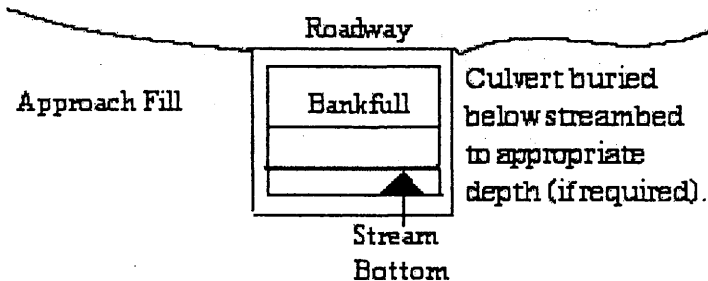 Roadway
Approach Fill
Bankfull
Culvert buried
below streambed
to appropriate
depth (if required).
Stream
Bottom